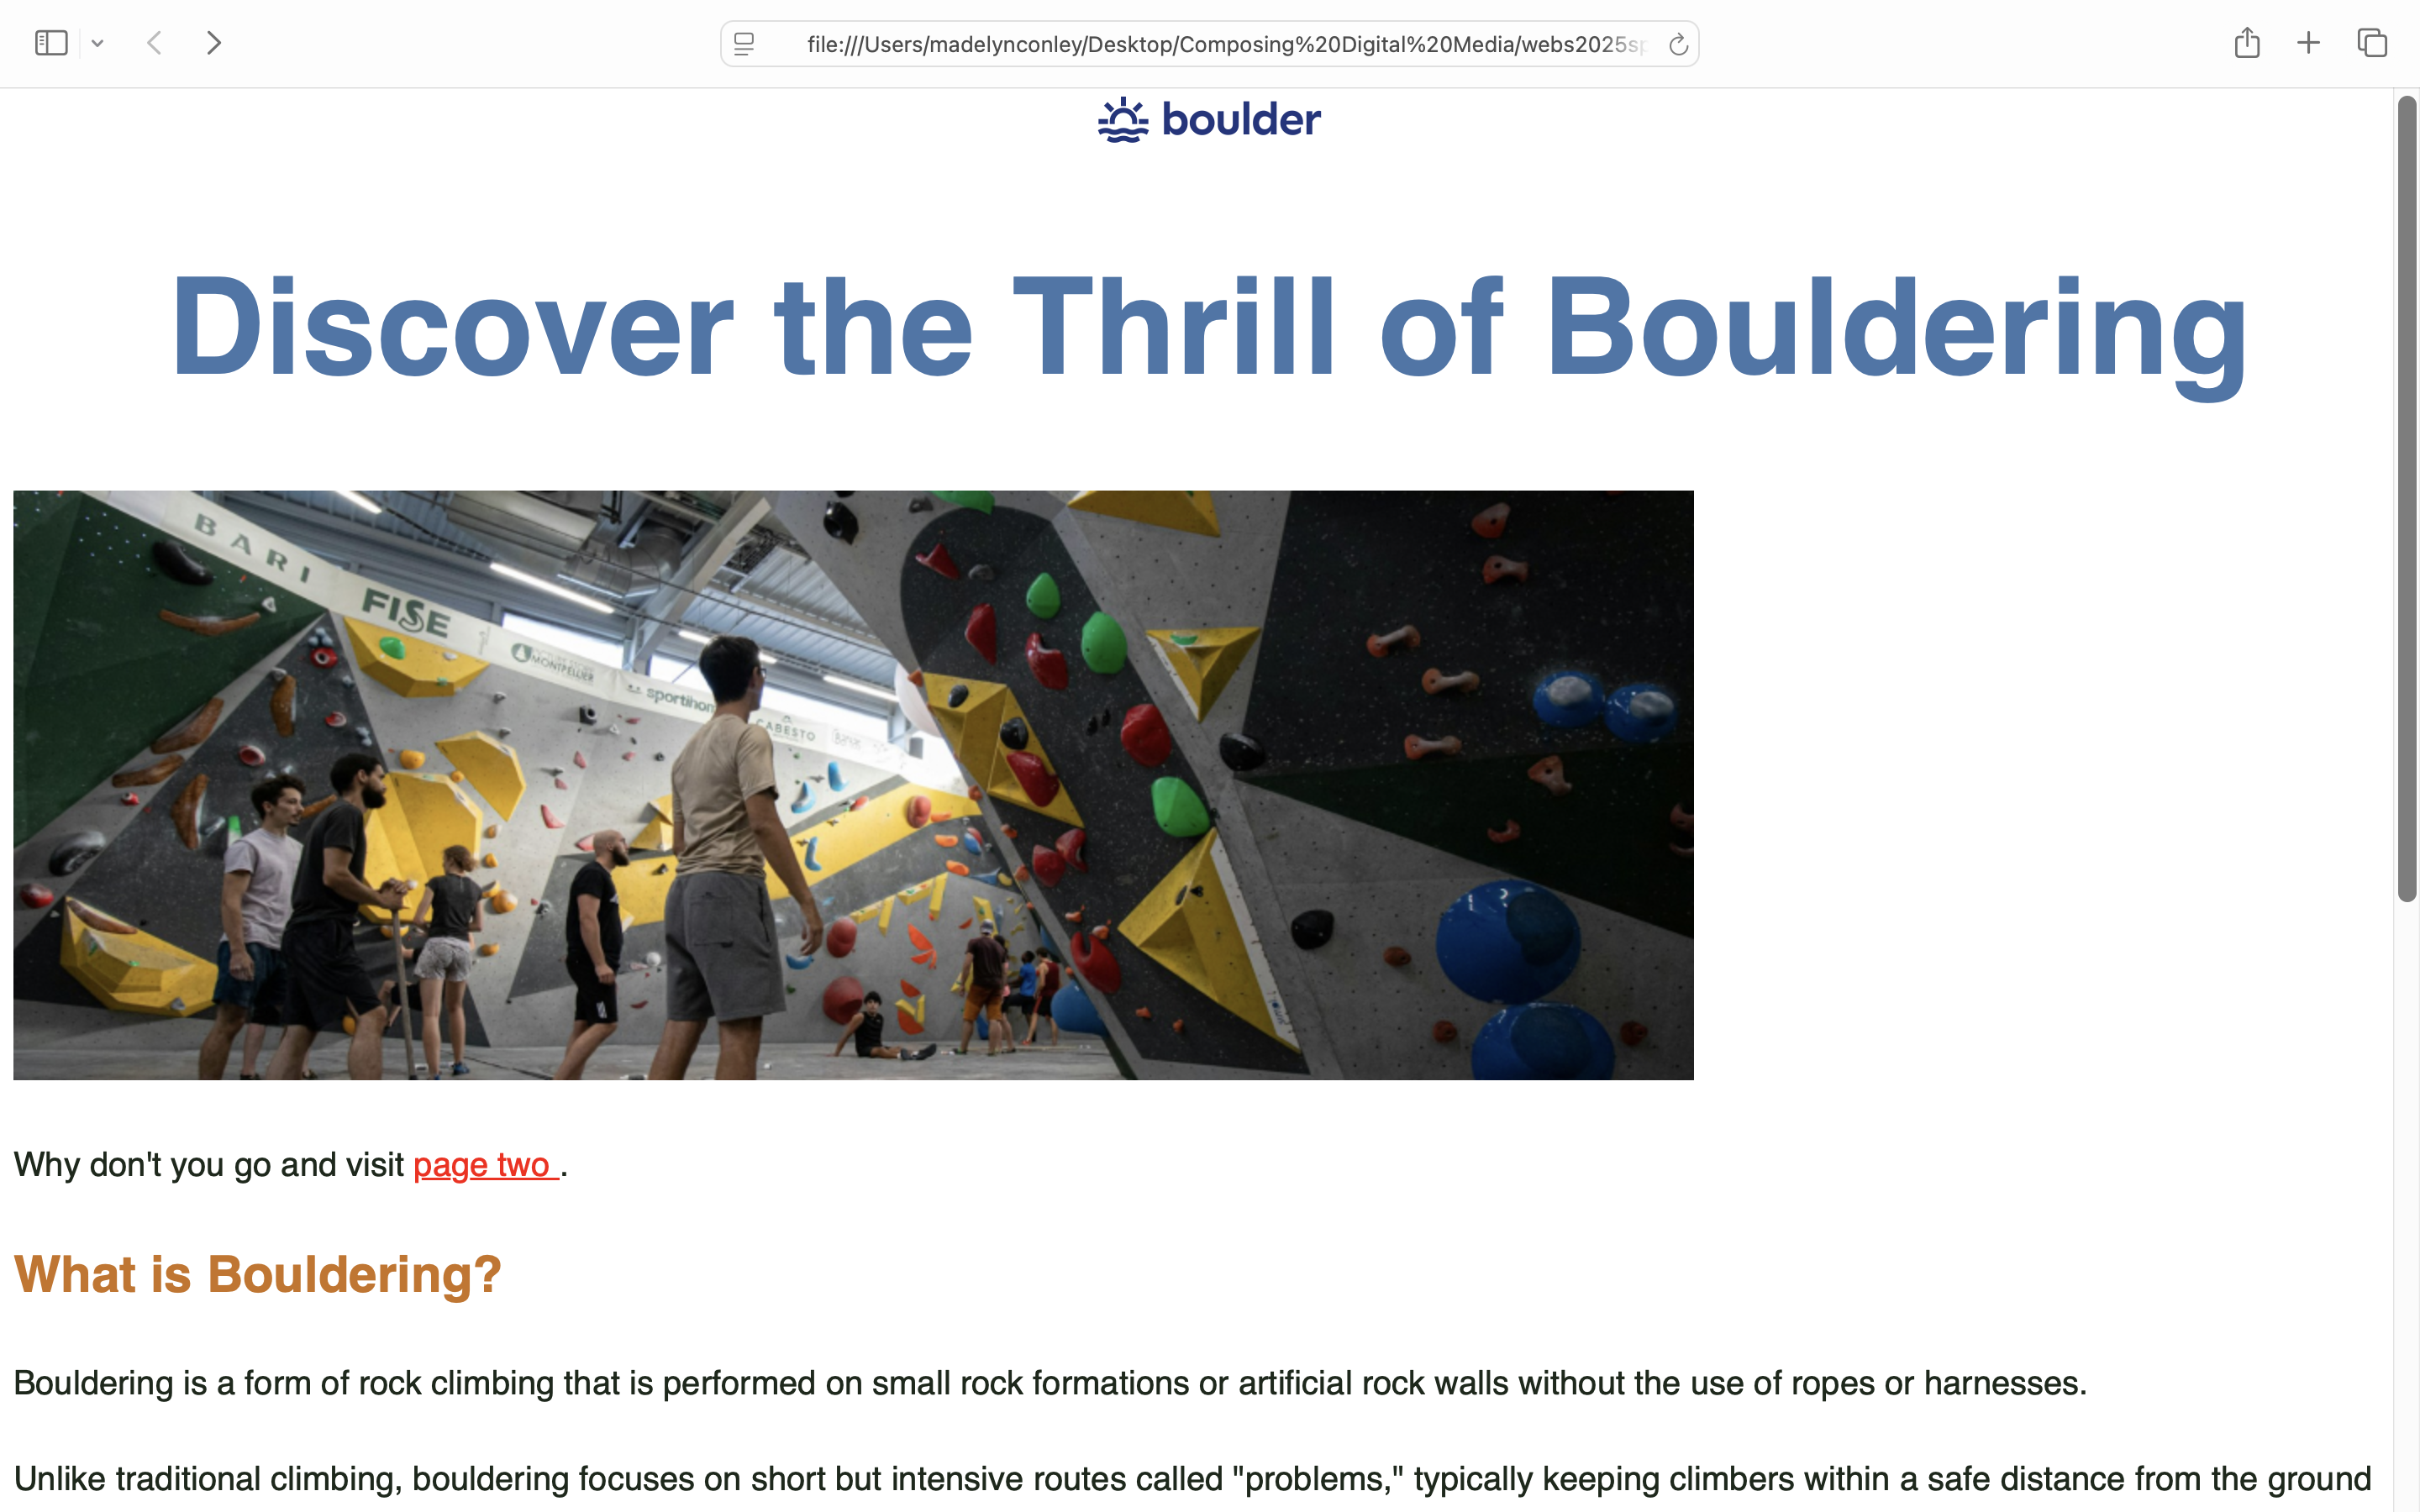 file:///Users/madelynconley/Desktop/Composing%20Digital%20Media/webs2025sp
boulder
Discover the Thrill of Bouldering
BARI
FISE
MONTPELLIER
sportihom
CABESTO
Why don't you go and visit page two .
What is Bouldering?
Bouldering is a form of rock climbing that is performed on small rock formations or artificial rock walls without the use of ropes or harnesses.
Unlike traditional climbing, bouldering focuses on short but intensive routes called "problems," typically keeping climbers within a safe distance from the ground